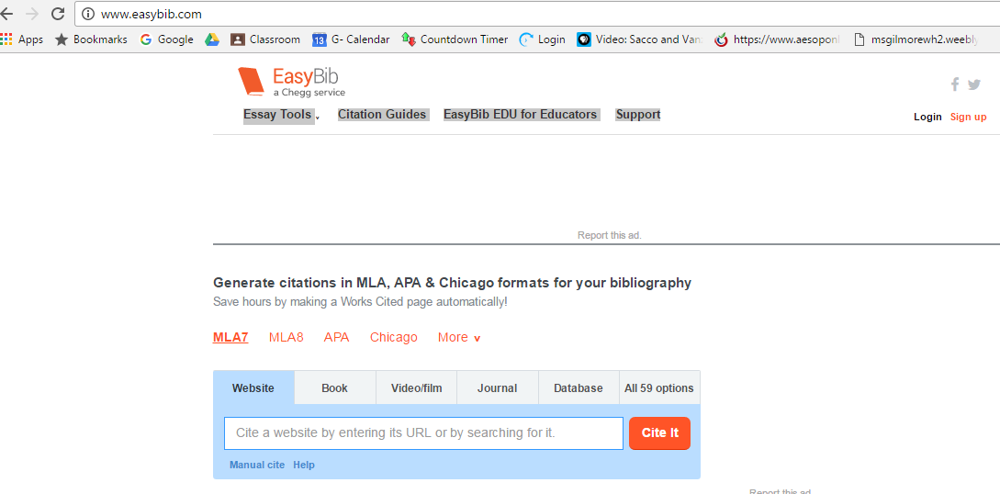 www.easybib.com
Apps Bookmarks Google Classroom 13 G- Calendar Countdown Timer Login Video: Sacco and Van https://www.aesopon msgilmorewh2.weebly
EasyBib
a Chegg service
Essay Tools Citation Guides EasyBib EDU for Educators Support
Login Sign up
Report this ad.
Generate citations in MLA, APA & Chicago formats for your bibliography
Save hours by making a Works Cited page automatically!
MLA7 MLA8 APA Chicago More v
Website Book Video/film Journal Database All 59 options
Cite a website by entering its URL or by searching for it. Cite It
Manual cite Help
Report this ad